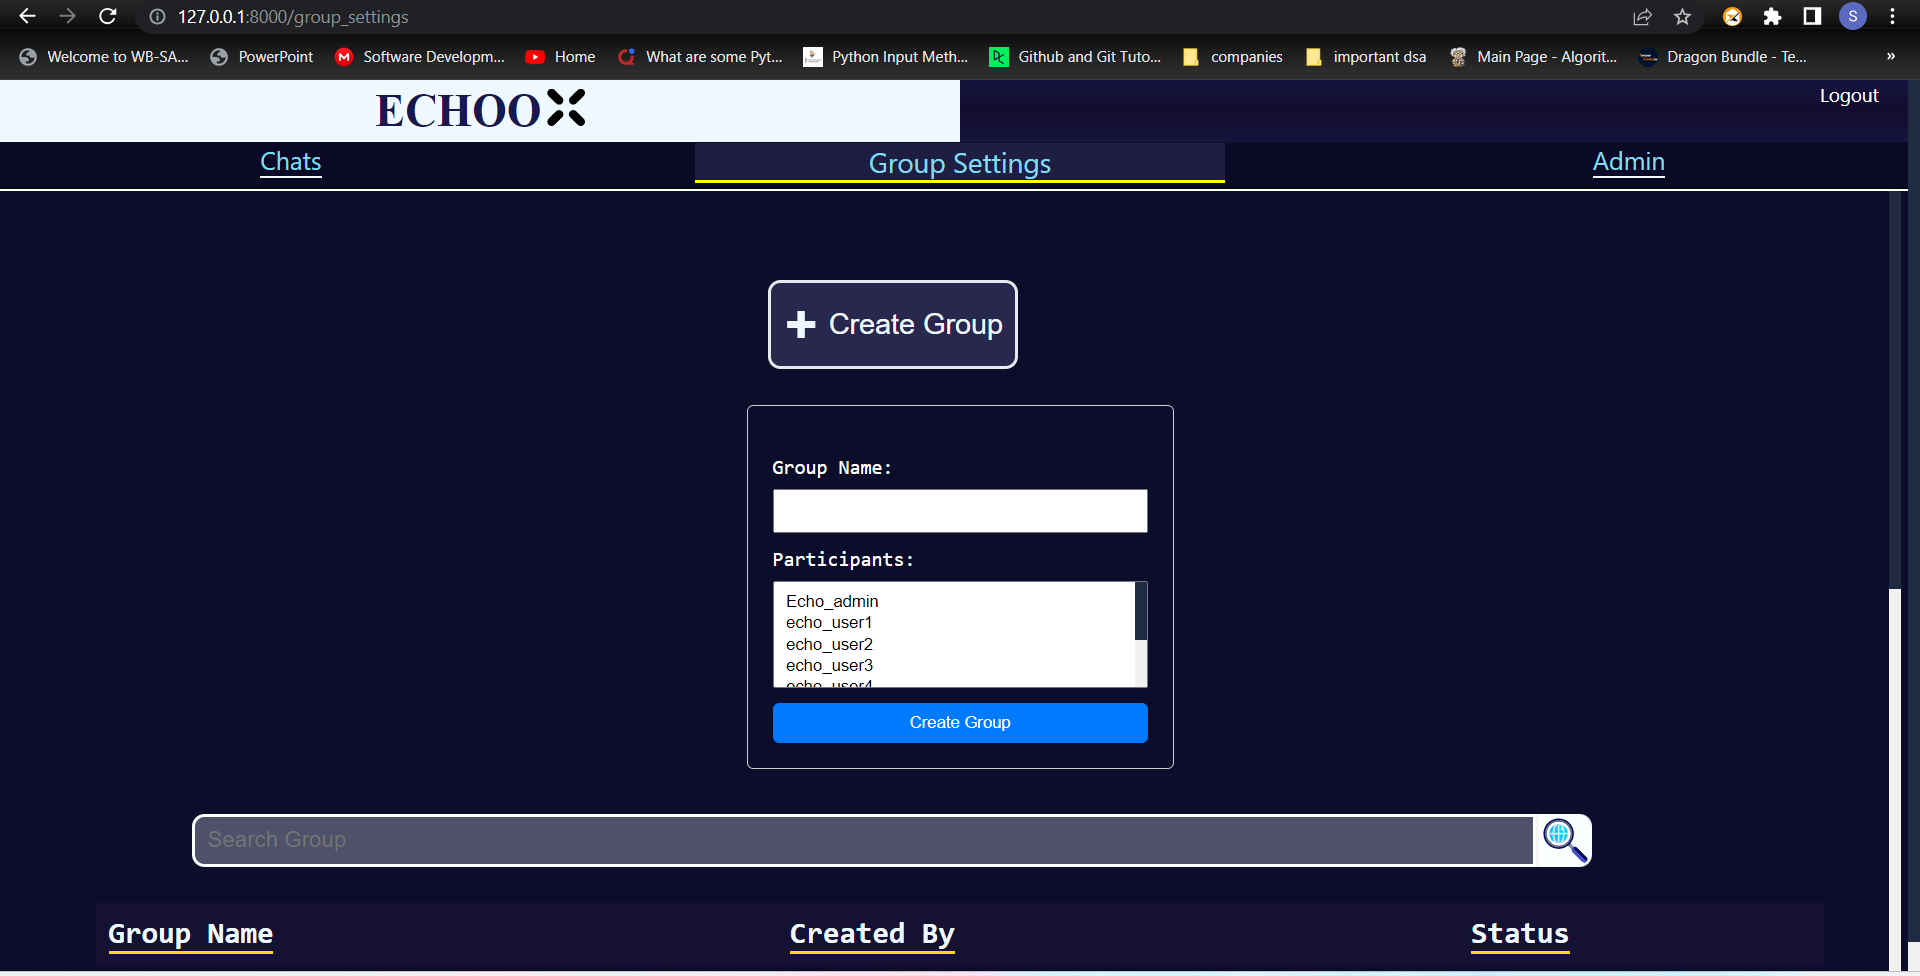 127.0.0.1:8000/group_settings
S
Welcome to WB-SA... PowerPoint Software Developm... Home What are some Pyt... Python Input Meth... Github and Git Tuto... companies important dsa Main Page - Algorit... Dragon Bundle - Te... »
ECHOO
Logout
Chats Group Settings Admin
Create Group
Group Name:
Participants:
Echo_admin
echo_user1
echo_user2
echo_user3
echo_user4
Create Group
Search Group
Group Name Created By Status